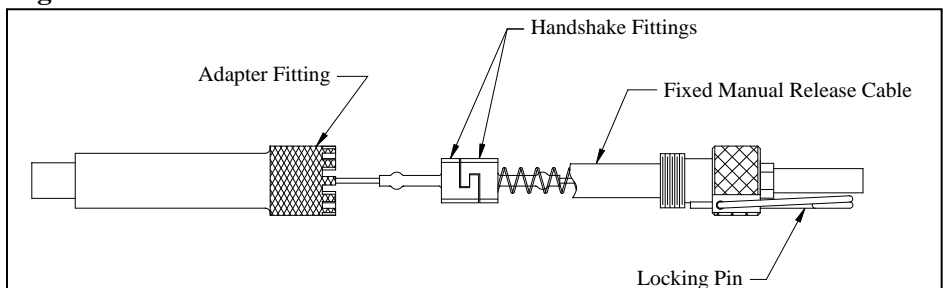 Handshake Fittings
Adapter Fitting
Fixed Manual Release Cable
Locking Pin